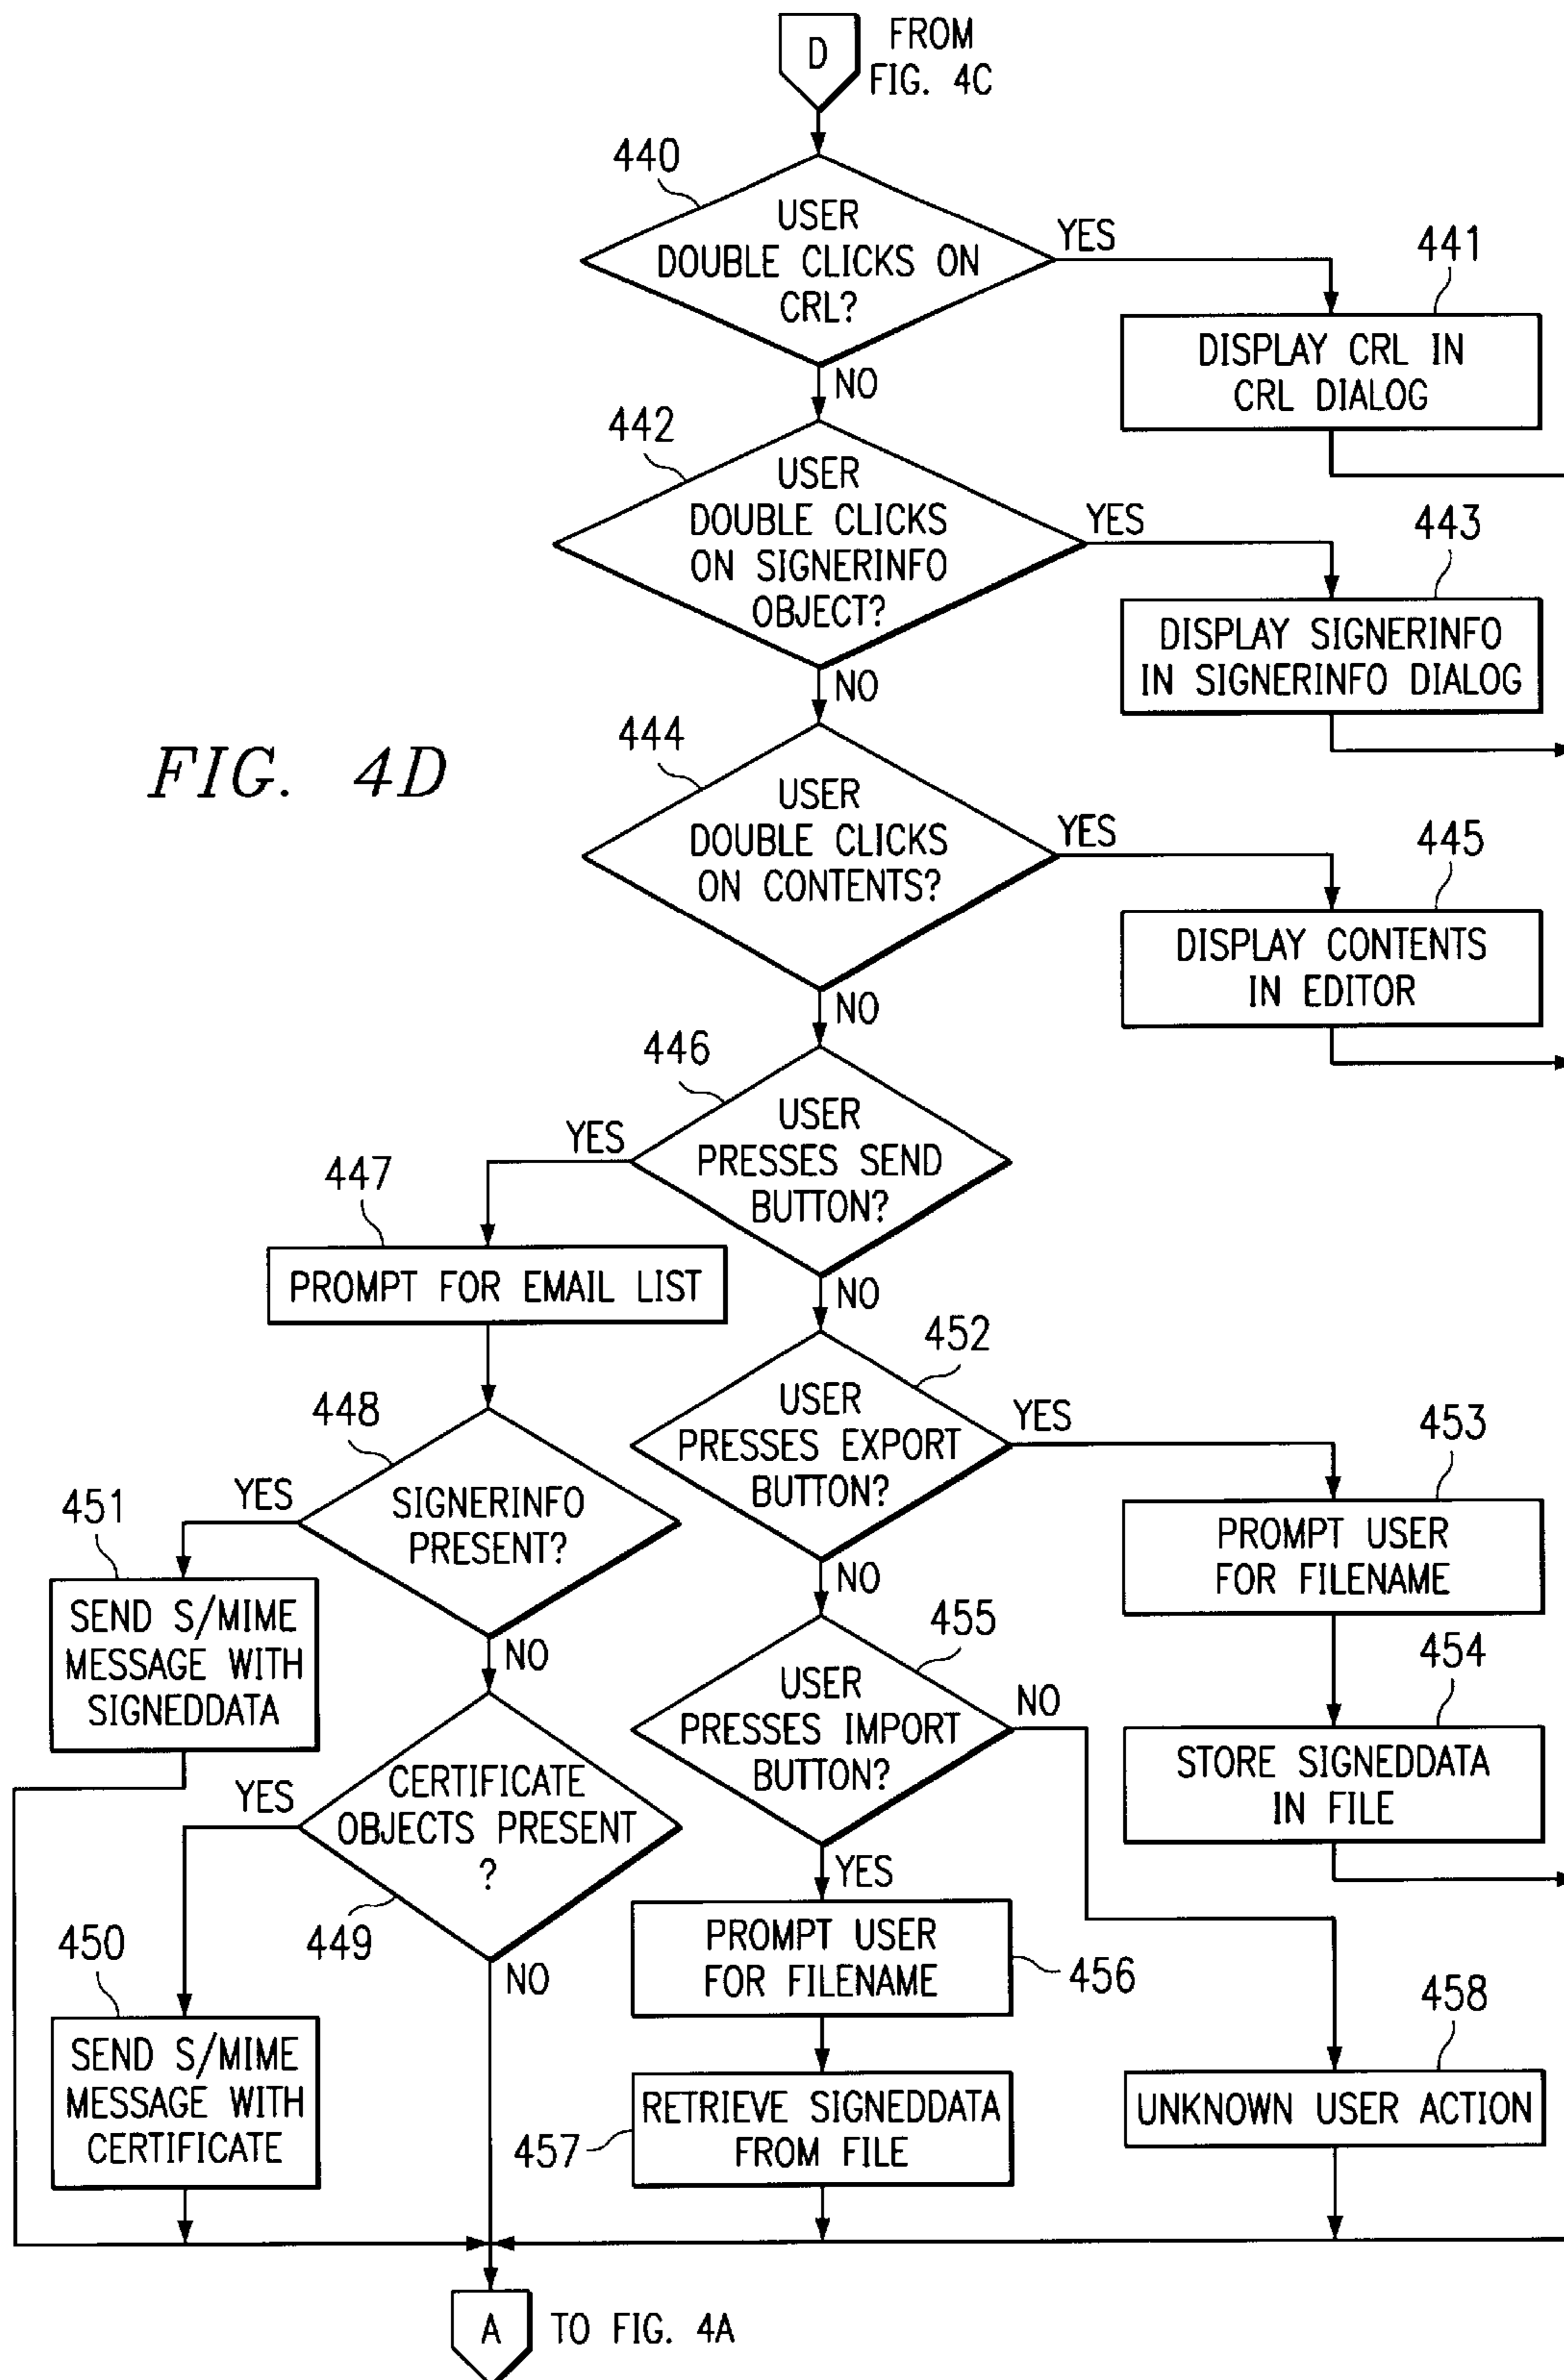 D
FROM
FIG. 4C
440
USER
DOUBLE CLICKS ON
CRL?
YES
441
DISPLAY CRL IN
CRL DIALOG
NO
442
USER
DOUBLE CLICKS
ON SIGNERINFO
OBJECT?
YES
443
DISPLAY SIGNERINFO
IN SIGNERINFO DIALOG
NO
FIG. 4D
444
USER
DOUBLE CLICKS
ON CONTENTS?
YES
445
DISPLAY CONTENTS
IN EDITOR
NO
446
USER
PRESSES SEND
BUTTON?
YES
447
PROMPT FOR EMAIL LIST
NO
452
USER
PRESSES EXPORT
BUTTON?
YES
453
PROMPT USER
FOR FILENAME
454
STORE SIGNEDDATA
IN FILE
448
SIGNERINFO
PRESENT?
YES
451
SEND S/MIME
MESSAGE WITH
SIGNEDDATA
NO
NO
455
USER
PRESSES IMPORT
BUTTON?
NO
CERTIFICATE
OBJECTS PRESENT
?
YES
449
NO
450
SEND S/MIME
MESSAGE WITH
CERTIFICATE
YES
PROMPT USER
FOR FILENAME
456
RETRIEVE SIGNEDDATA
FROM FILE
457
458
UNKNOWN USER ACTION
A
TO FIG. 4A